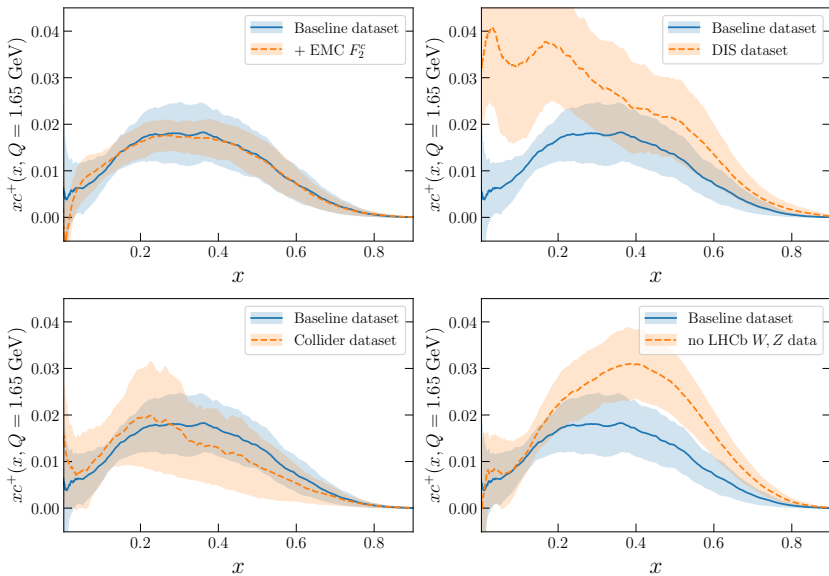 Baseline dataset
+ EMC $F_2^c$
$xc^+(x, Q = 1.65\ \mathrm{GeV})$
0.04
0.03
0.02
0.01
0.00
0.2 0.4 0.6 0.8
$x$
Baseline dataset
DIS dataset
$xc^+(x, Q = 1.65\ \mathrm{GeV})$
0.04
0.03
0.02
0.01
0.00
0.2 0.4 0.6 0.8
$x$
Baseline dataset
Collider dataset
$xc^+(x, Q = 1.65\ \mathrm{GeV})$
0.04
0.03
0.02
0.01
0.00
0.2 0.4 0.6 0.8
$x$
Baseline dataset
no LHCb $W, Z$ data
$xc^+(x, Q = 1.65\ \mathrm{GeV})$
0.04
0.03
0.02
0.01
0.00
0.2 0.4 0.6 0.8
$x$